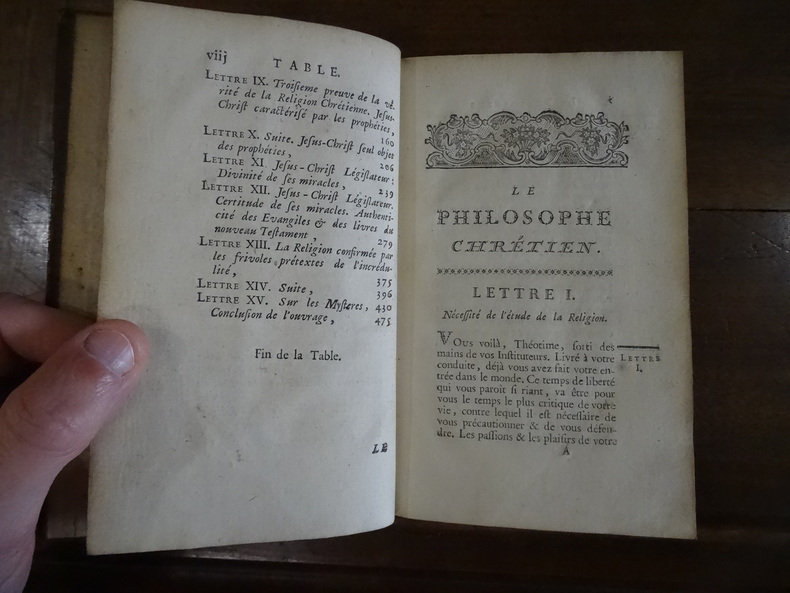 viij TABLE.
LETTRE IX. Troiſieme preuve de la vé-
rité de la Religion Chrétienne. Jeſus-
Chriſt caractériſé par les prophéties,
160
LETTRE X. Suite. Jeſus-Chriſt ſeul objet
des prophéties, 206
LETTRE XI Jeſus-Chriſt Légiſlateur:
Divinité de ſes miracles, 239
LETTRE XII. Jeſus-Chriſt Légiſlateur.
Certitude de ſes miracles. Authenti-
cité des Evangiles & des livres du
nouveau Teſtament, 279
LETTRE XIII. La Religion confirmée par
les frivoles prétextes de l'incrédu-
lité, 375
LETTRE XIV. Suite, 396
LETTRE XV. Sur les Myſteres, 430
Concluſion de l'ouvrage, 475
Fin de la Table.
LE
LE
PHILOSOPHE
CHRÉTIEN.
LETTRE I.
Néceſſité de l'étude de la Religion.
VOUS voilà, Théotime, ſorti des
mains de vos Inſtituteurs. Livré à votre
conduite, déjà vous avez fait votre en-
trée dans le monde. Ce temps de liberté
qui vous paroît ſi riant, va être pour
vous le temps le plus critique de votre
vie, contre lequel il eſt néceſſaire de
vous précautionner & de vous défen-
dre. Les paſſions & les plaiſirs de votre
LETTRE
I,
A